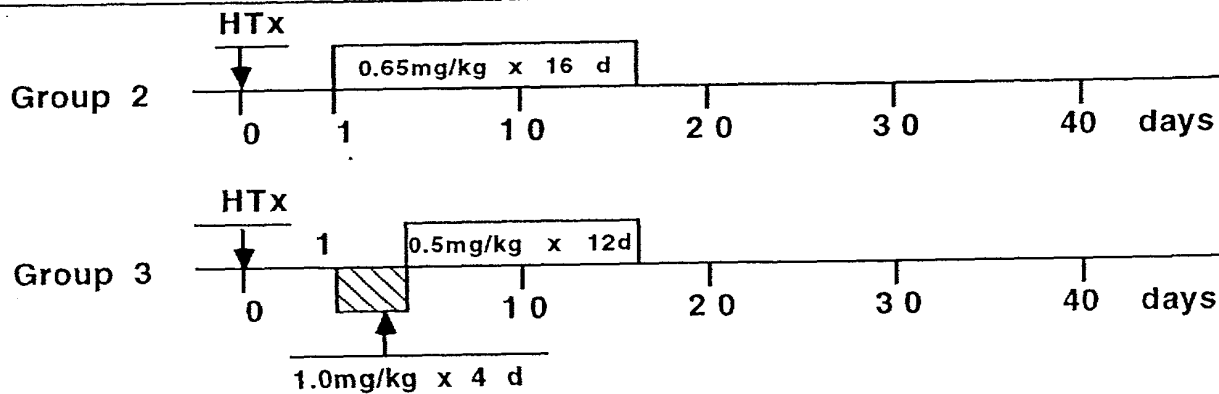 HTx
0.65mg/kg x 16 d
Group 2
0 1 10 20 30 40 days
HTx
1 0.5mg/kg x 12d
Group 3
0 10 20 30 40 days
1.0mg/kg x 4 d